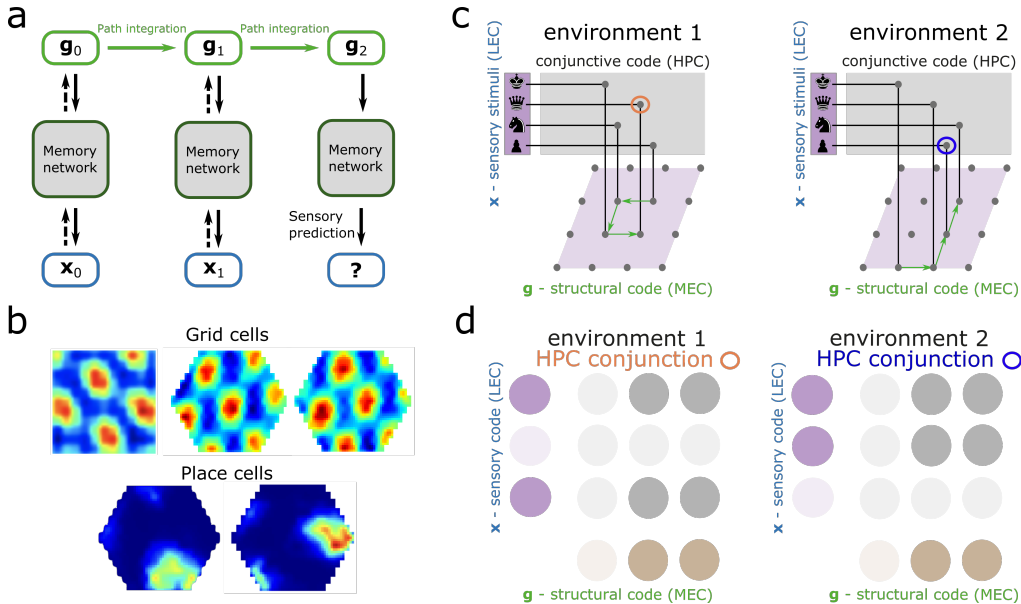 a
Path integration
Path integration
g0
g1
g2
Memory
network
Memory
network
Memory
network
Sensory
prediction
x0
x1
?
b
Grid cells
Place cells
c
environment 1
conjunctive code (HPC)
x - sensory stimuli (LEC)
g - structural code (MEC)
environment 2
conjunctive code (HPC)
x - sensory stimuli (LEC)
g - structural code (MEC)
d
environment 1
HPC conjunction
x - sensory code (LEC)
g - structural code (MEC)
environment 2
HPC conjunction
x - sensory code (LEC)
g - structural code (MEC)